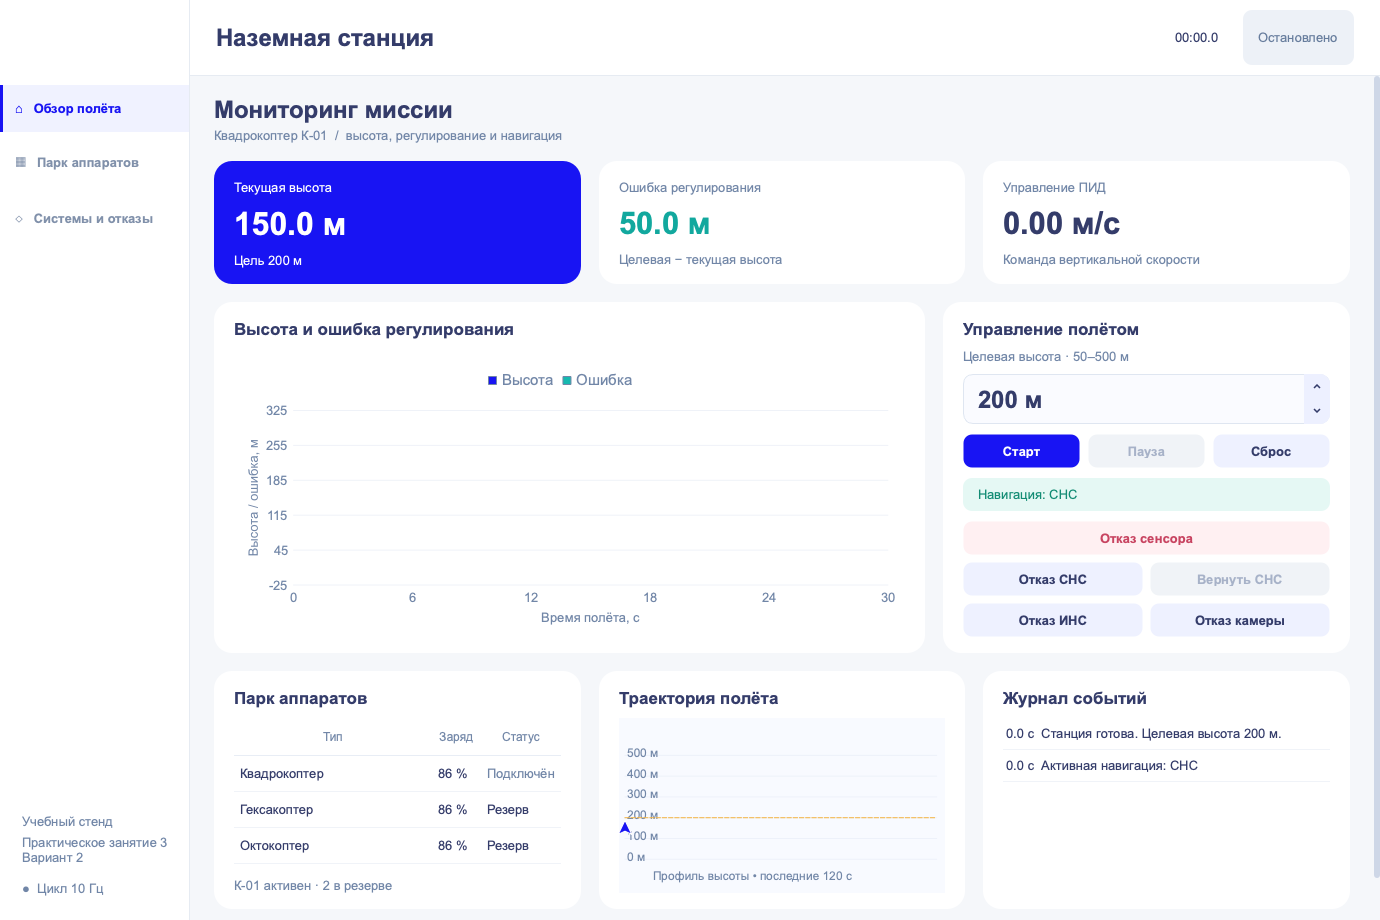 Наземная станция
00:00.0
Остановлено
Обзор полёта
Парк аппаратов
Системы и отказы
Учебный стенд
Практическое занятие 3
Вариант 2
● Цикл 10 Гц
Мониторинг миссии
Квадрокоптер К-01 / высота, регулирование и навигация
Текущая высота
150.0 м
Цель 200 м
Ошибка регулирования
50.0 м
Целевая − текущая высота
Управление ПИД
0.00 м/с
Команда вертикальной скорости
Высота и ошибка регулирования
Высота
Ошибка
Высота / ошибка, м
325
255
185
115
45
-25
0
6
12
18
24
30
Время полёта, с
Управление полётом
Целевая высота · 50–500 м
200 м
Старт
Пауза
Сброс
Навигация: СНС
Отказ сенсора
Отказ СНС
Вернуть СНС
Отказ ИНС
Отказ камеры
Парк аппаратов
Тип Заряд Статус
Квадрокоптер 86 % Подключён
Гексакоптер 86 % Резерв
Октокоптер 86 % Резерв
К-01 активен · 2 в резерве
Траектория полёта
500 м
400 м
300 м
200 м
100 м
0 м
Профиль высоты • последние 120 с
Журнал событий
0.0 с Станция готова. Целевая высота 200 м.
0.0 с Активная навигация: СНС